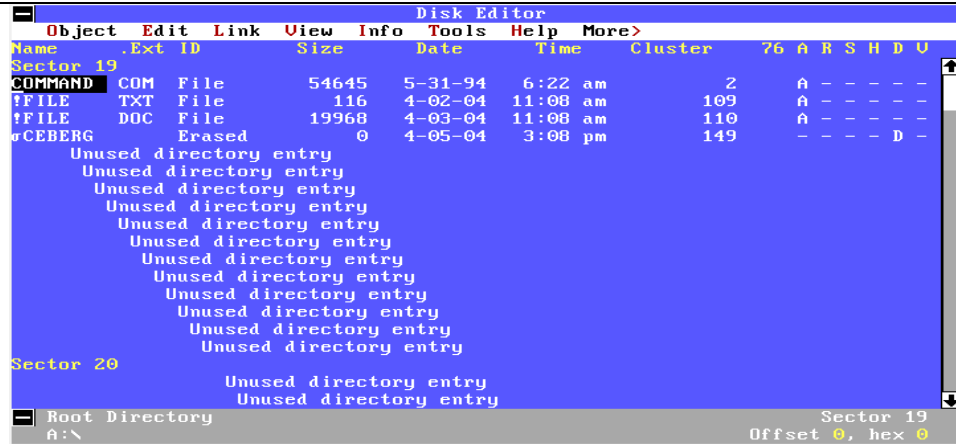 Disk Editor
Object Edit Link View Info Tools Help More>
Name .Ext ID Size Date Time Cluster 76 A R S H D V
Sector 19
COMMAND COM File 54645 5-31-94 6:22 am 2 A - - - - -
!FILE TXT File 116 4-02-04 11:08 am 109 A - - - - -
!FILE DOC File 19968 4-03-04 11:08 am 110 A - - - - -
σCEBERG Erased 0 4-05-04 3:08 pm 149 - - - - D -
Unused directory entry
Unused directory entry
Unused directory entry
Unused directory entry
Unused directory entry
Unused directory entry
Unused directory entry
Unused directory entry
Unused directory entry
Unused directory entry
Unused directory entry
Unused directory entry
Sector 20
Unused directory entry
Unused directory entry
Root Directory Sector 19
A:\ Offset 0, hex 0